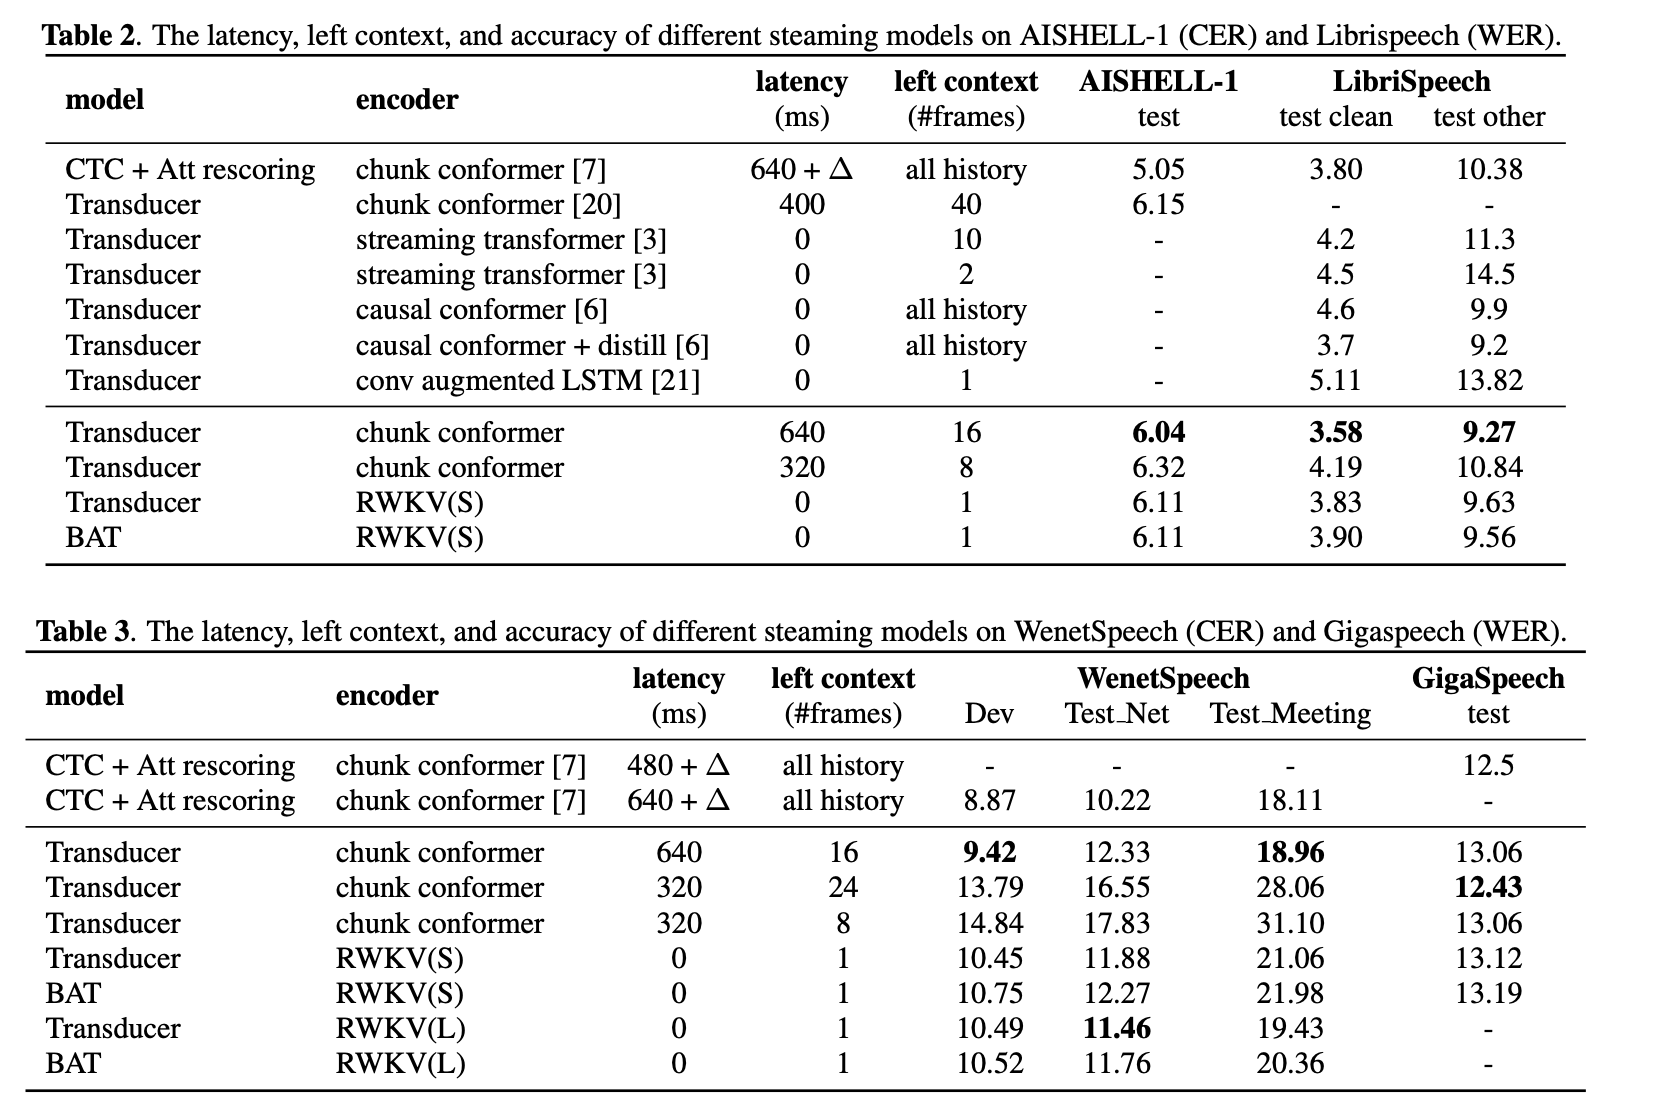 Table 2. The latency, left context, and accuracy of different steaming models on AISHELL-1 (CER) and Librispeech (WER).
model encoder latency (ms) left context (#frames) AISHELL-1 test LibriSpeech test clean test other
CTC + Att rescoring chunk conformer [7] 640 + Δ all history 5.05 3.80 10.38
Transducer chunk conformer [20] 400 40 6.15 - -
Transducer streaming transformer [3] 0 10 - 4.2 11.3
Transducer streaming transformer [3] 0 2 - 4.5 14.5
Transducer causal conformer [6] 0 all history - 4.6 9.9
Transducer causal conformer + distill [6] 0 all history - 3.7 9.2
Transducer conv augmented LSTM [21] 0 1 - 5.11 13.82
Transducer chunk conformer 640 16 6.04 3.58 9.27
Transducer chunk conformer 320 8 6.32 4.19 10.84
Transducer RWKV(S) 0 1 6.11 3.83 9.63
BAT RWKV(S) 0 1 6.11 3.90 9.56
Table 3. The latency, left context, and accuracy of different steaming models on WenetSpeech (CER) and Gigaspeech (WER).
model encoder latency (ms) left context (#frames) WenetSpeech Dev Test_Net Test_Meeting GigaSpeech test
CTC + Att rescoring chunk conformer [7] 480 + Δ all history - - - 12.5
CTC + Att rescoring chunk conformer [7] 640 + Δ all history 8.87 10.22 18.11 -
Transducer chunk conformer 640 16 9.42 12.33 18.96 13.06
Transducer chunk conformer 320 24 13.79 16.55 28.06 12.43
Transducer chunk conformer 320 8 14.84 17.83 31.10 13.06
Transducer RWKV(S) 0 1 10.45 11.88 21.06 13.12
BAT RWKV(S) 0 1 10.75 12.27 21.98 13.19
Transducer RWKV(L) 0 1 10.49 11.46 19.43 -
BAT RWKV(L) 0 1 10.52 11.76 20.36 -